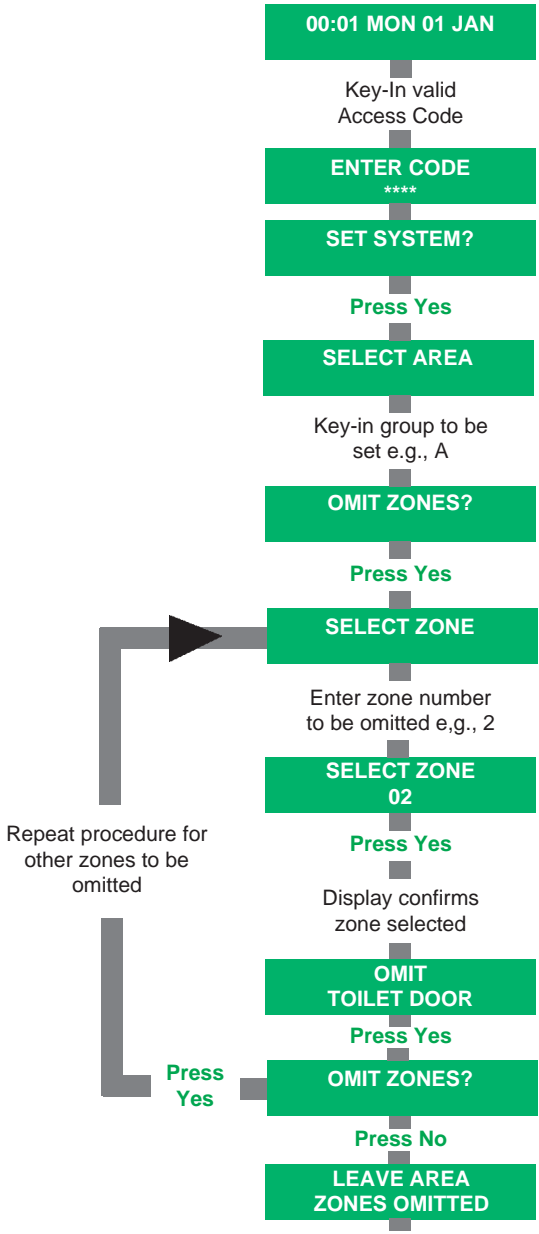 00:01 MON 01 JAN
Key-In valid
Access Code
ENTER CODE
****
SET SYSTEM?
Press Yes
SELECT AREA
Key-in group to be
set e.g., A
OMIT ZONES?
Press Yes
SELECT ZONE
Enter zone number
to be omitted e,g., 2
SELECT ZONE
02
Press Yes
Repeat procedure for
other zones to be
omitted
Display confirms
zone selected
OMIT
TOILET DOOR
Press Yes
OMIT ZONES?
Press
Yes
Press No
LEAVE AREA
ZONES OMITTED